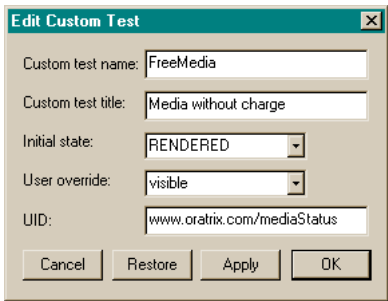 Edit Custom Test
Custom test name: FreeMedia
Custom test title: Media without charge
Initial state: RENDERED
User override: visible
UID: www.oratrix.com/mediaStatus
Cancel Restore Apply OK